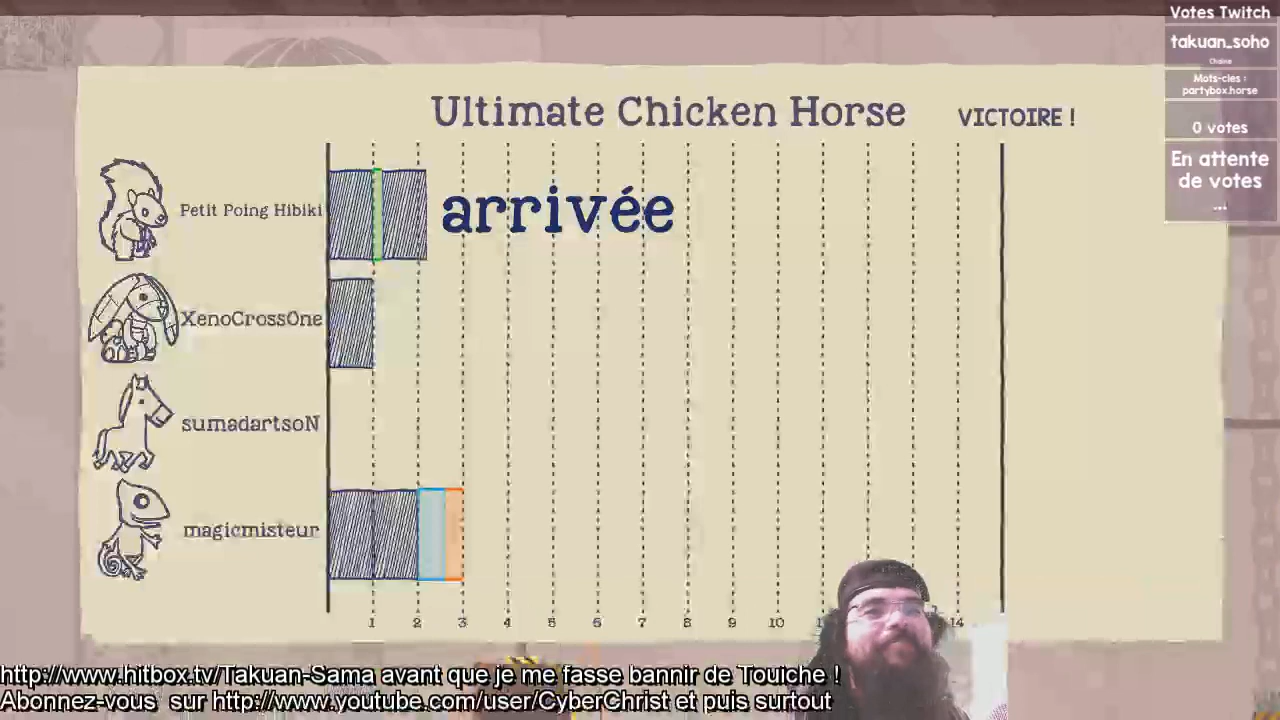 Votes Twitch
takuan_soho
Chaîne
Mots-clés :
partybox.horse
0 votes
En attente
de votes
...
Ultimate Chicken Horse
VICTOIRE !
Petit Poing Hibiki
arrivée
XenoCrossOne
sumadartsoN
magicmisteur
1 2 3 4 5 6 7 8 9 10 14
http://www.hitbox.tv/Takuan-Sama avant que je me fasse bannir de Touiche !
Abonnez-vous sur http://www.youtube.com/user/CyberChrist et puis surtout